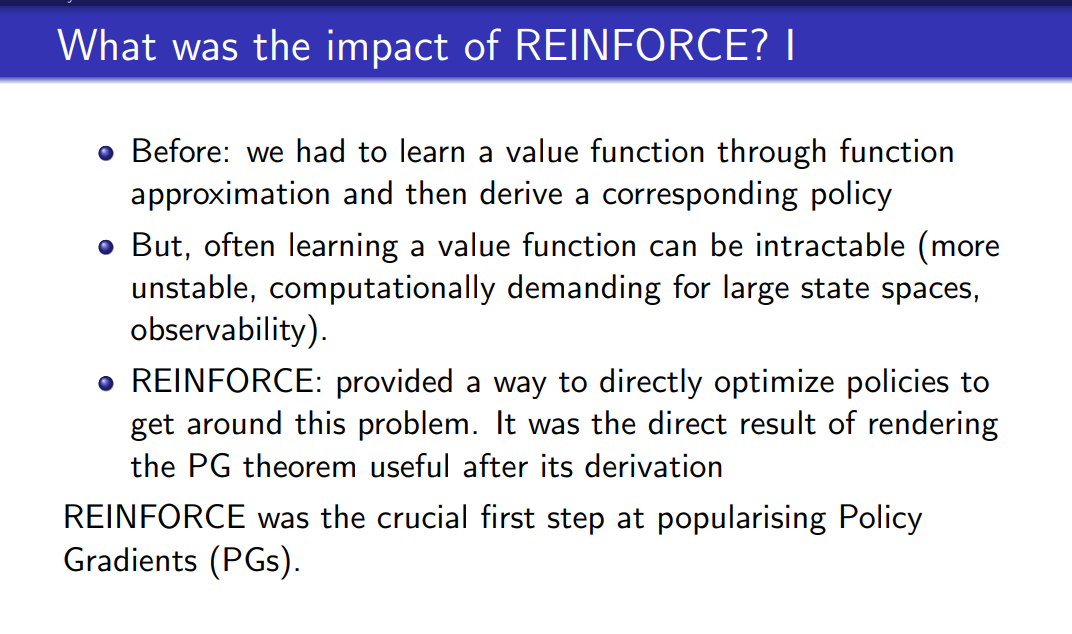 What was the impact of REINFORCE? I
Before: we had to learn a value function through function
approximation and then derive a corresponding policy
But, often learning a value function can be intractable (more
unstable, computationally demanding for large state spaces,
observability).
REINFORCE: provided a way to directly optimize policies to
get around this problem. It was the direct result of rendering
the PG theorem useful after its derivation
REINFORCE was the crucial first step at popularising Policy
Gradients (PGs).